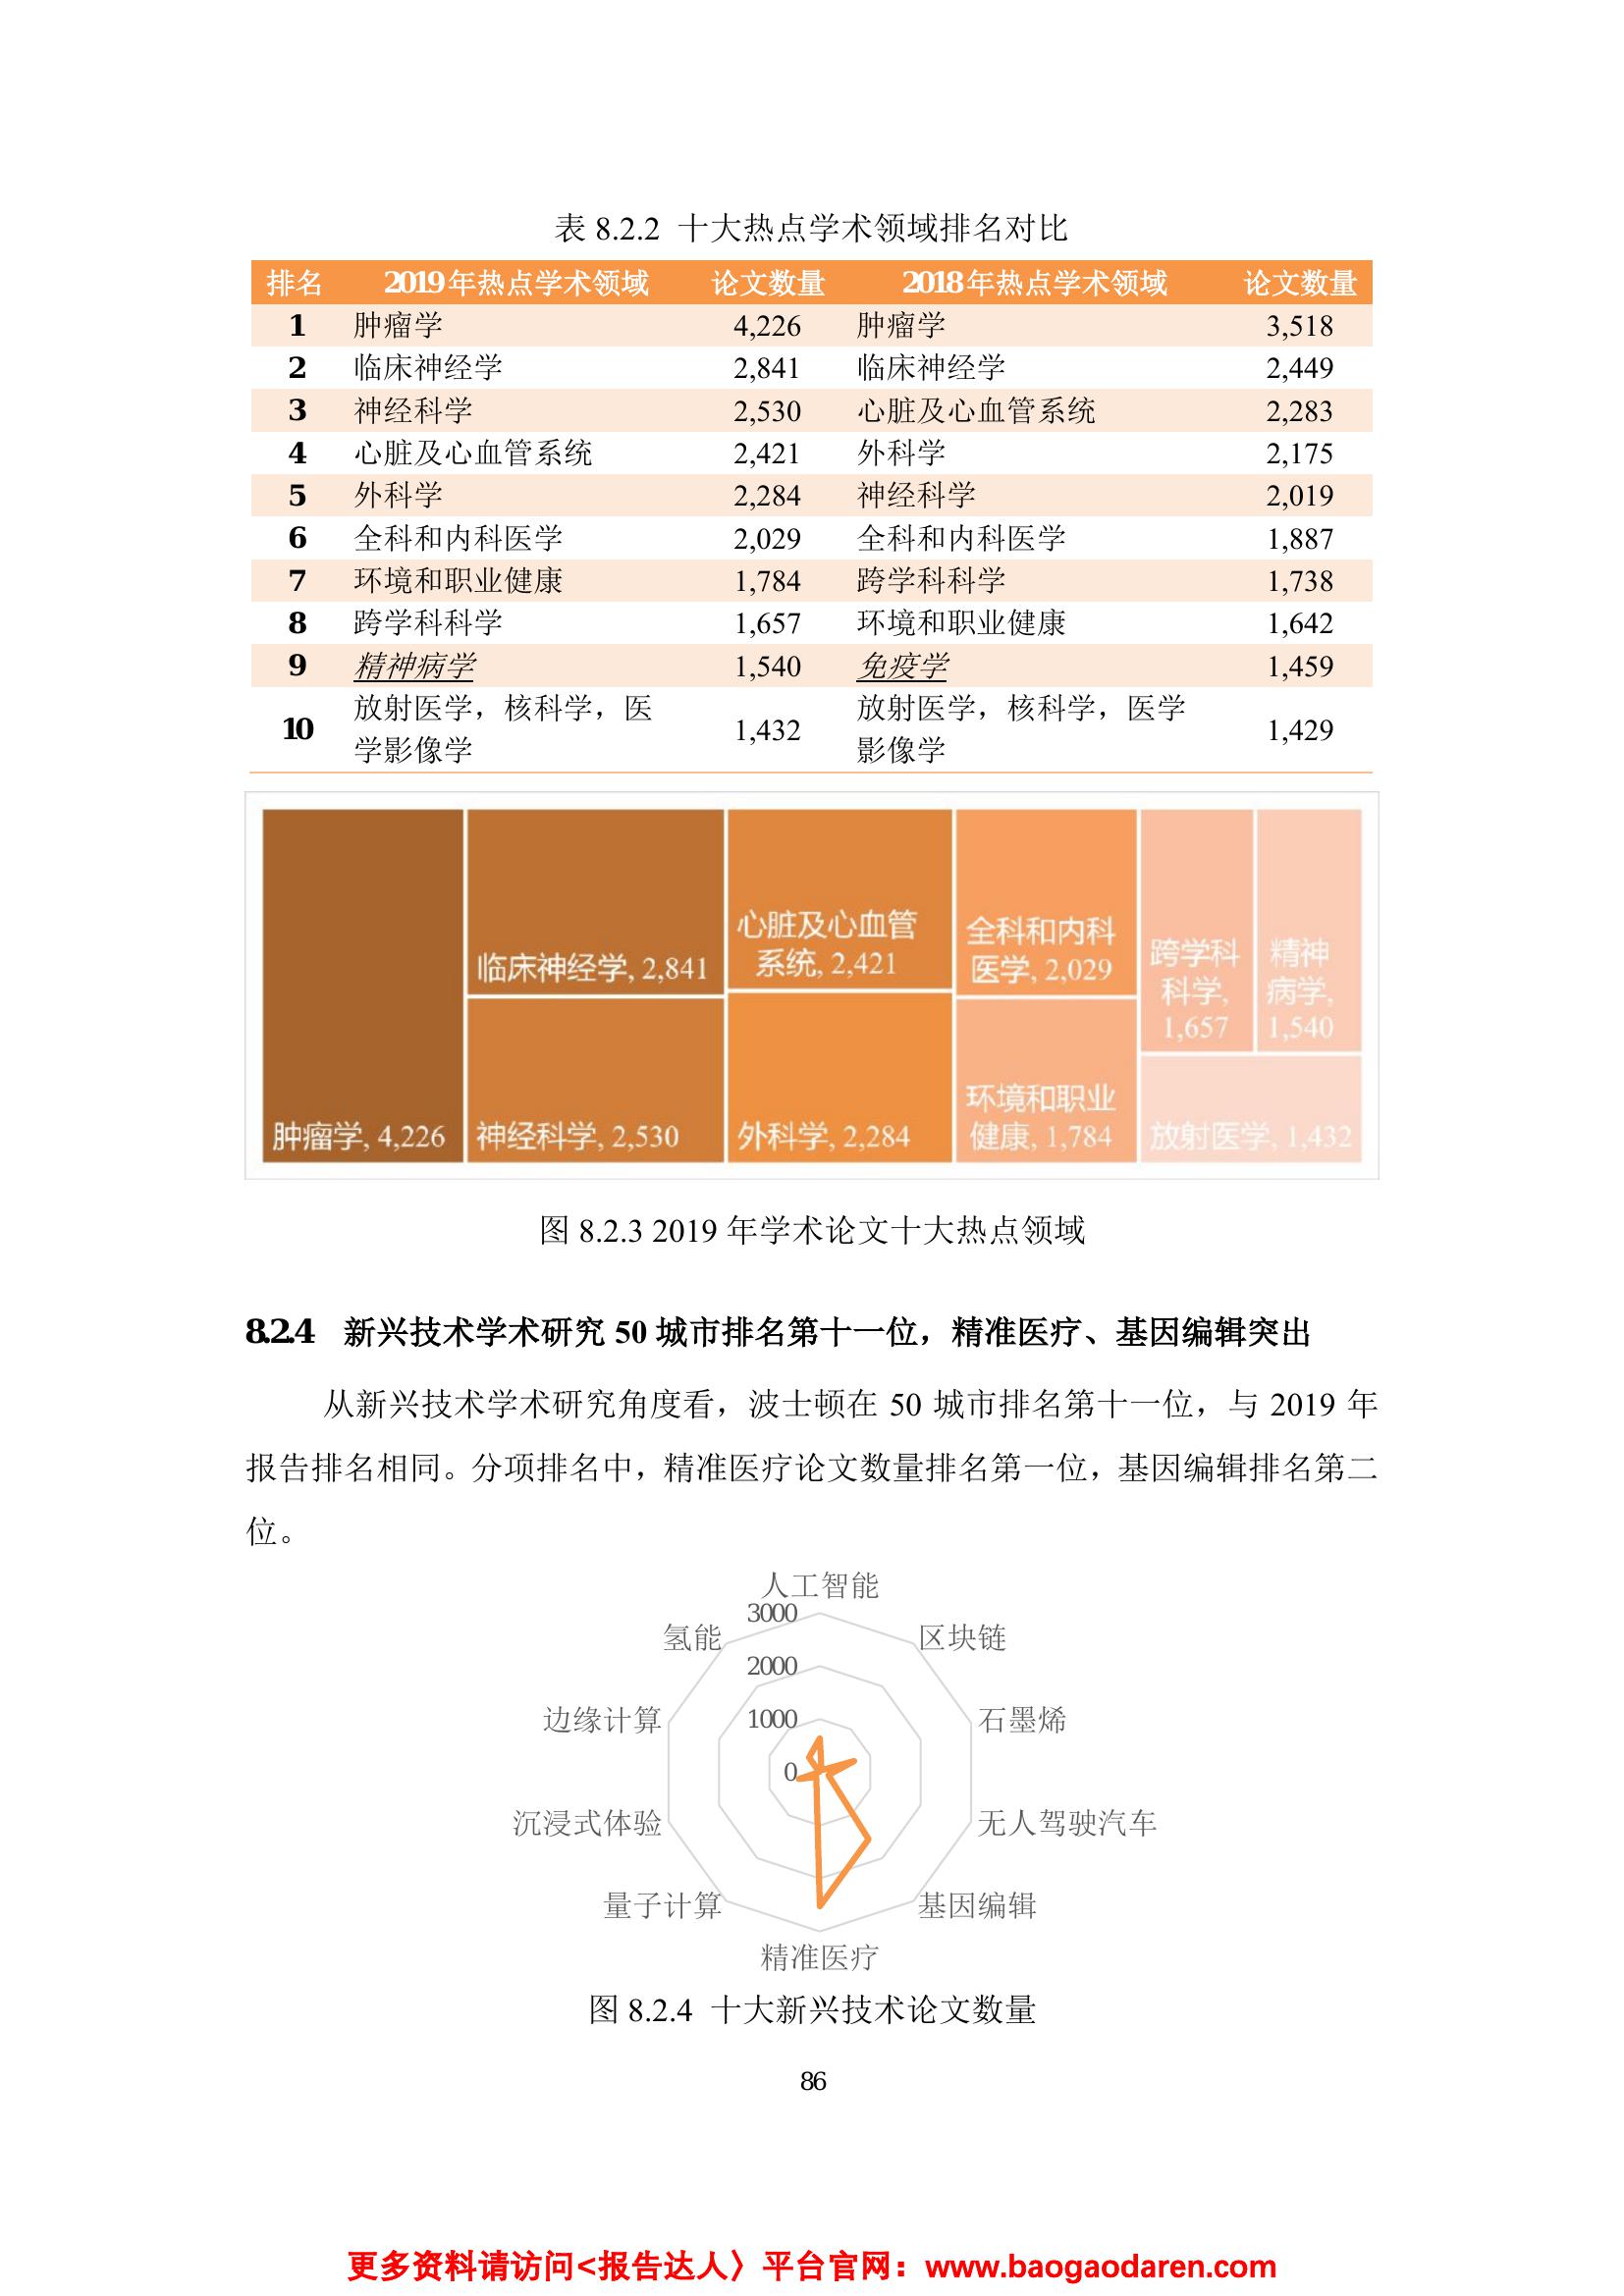 表 8.2.2 十大热点学术领域排名对比
排名 2019年热点学术领域 论文数量 2018年热点学术领域 论文数量
1 肿瘤学 4,226 肿瘤学 3,518
2 临床神经学 2,841 临床神经学 2,449
3 神经科学 2,530 心脏及心血管系统 2,283
4 心脏及心血管系统 2,421 外科学 2,175
5 外科学 2,284 神经科学 2,019
6 全科和内科医学 2,029 全科和内科医学 1,887
7 环境和职业健康 1,784 跨学科科学 1,738
8 跨学科科学 1,657 环境和职业健康 1,642
9 精神病学 1,540 免疫学 1,459
放射医学，核科学，医 放射医学，核科学，医学
10 1,432 1,429
学影像学 影像学
肿瘤学, 4,226
临床神经学, 2,841
神经科学, 2,530
心脏及心血管
系统, 2,421
外科学, 2,284
全科和内科
医学, 2,029
环境和职业
健康, 1,784
跨学科
科学,
1,657
精神
病学,
1,540
放射医学, 1,432
图 8.2.3 2019 年学术论文十大热点领域
8.2.4 新兴技术学术研究 50 城市排名第十一位，精准医疗、基因编辑突出
从新兴技术学术研究角度看，波士顿在 50 城市排名第十一位，与 2019 年
报告排名相同。分项排名中，精准医疗论文数量排名第一位，基因编辑排名第二
位。
人工智能
3000
氢能 区块链
2000
边缘计算 1000 石墨烯
0
沉浸式体验 无人驾驶汽车
量子计算 基因编辑
精准医疗
图 8.2.4 十大新兴技术论文数量
86
更多资料请访问<报告达人〉平台官网：www.baogaodaren.com